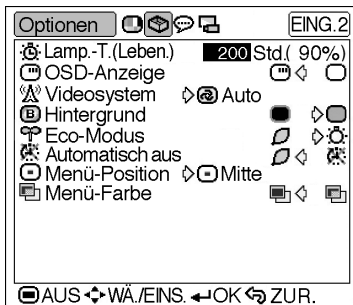 Optionen EING.2
Lamp.-T.(Leben.) 200 Std.( 90%)
OSD-Anzeige
Videosystem Auto
B Hintergrund
Eco-Modus
Automatisch aus
Menü-Position Mitte
Menü-Farbe
AUS WÄ./EINS. OK ZUR.